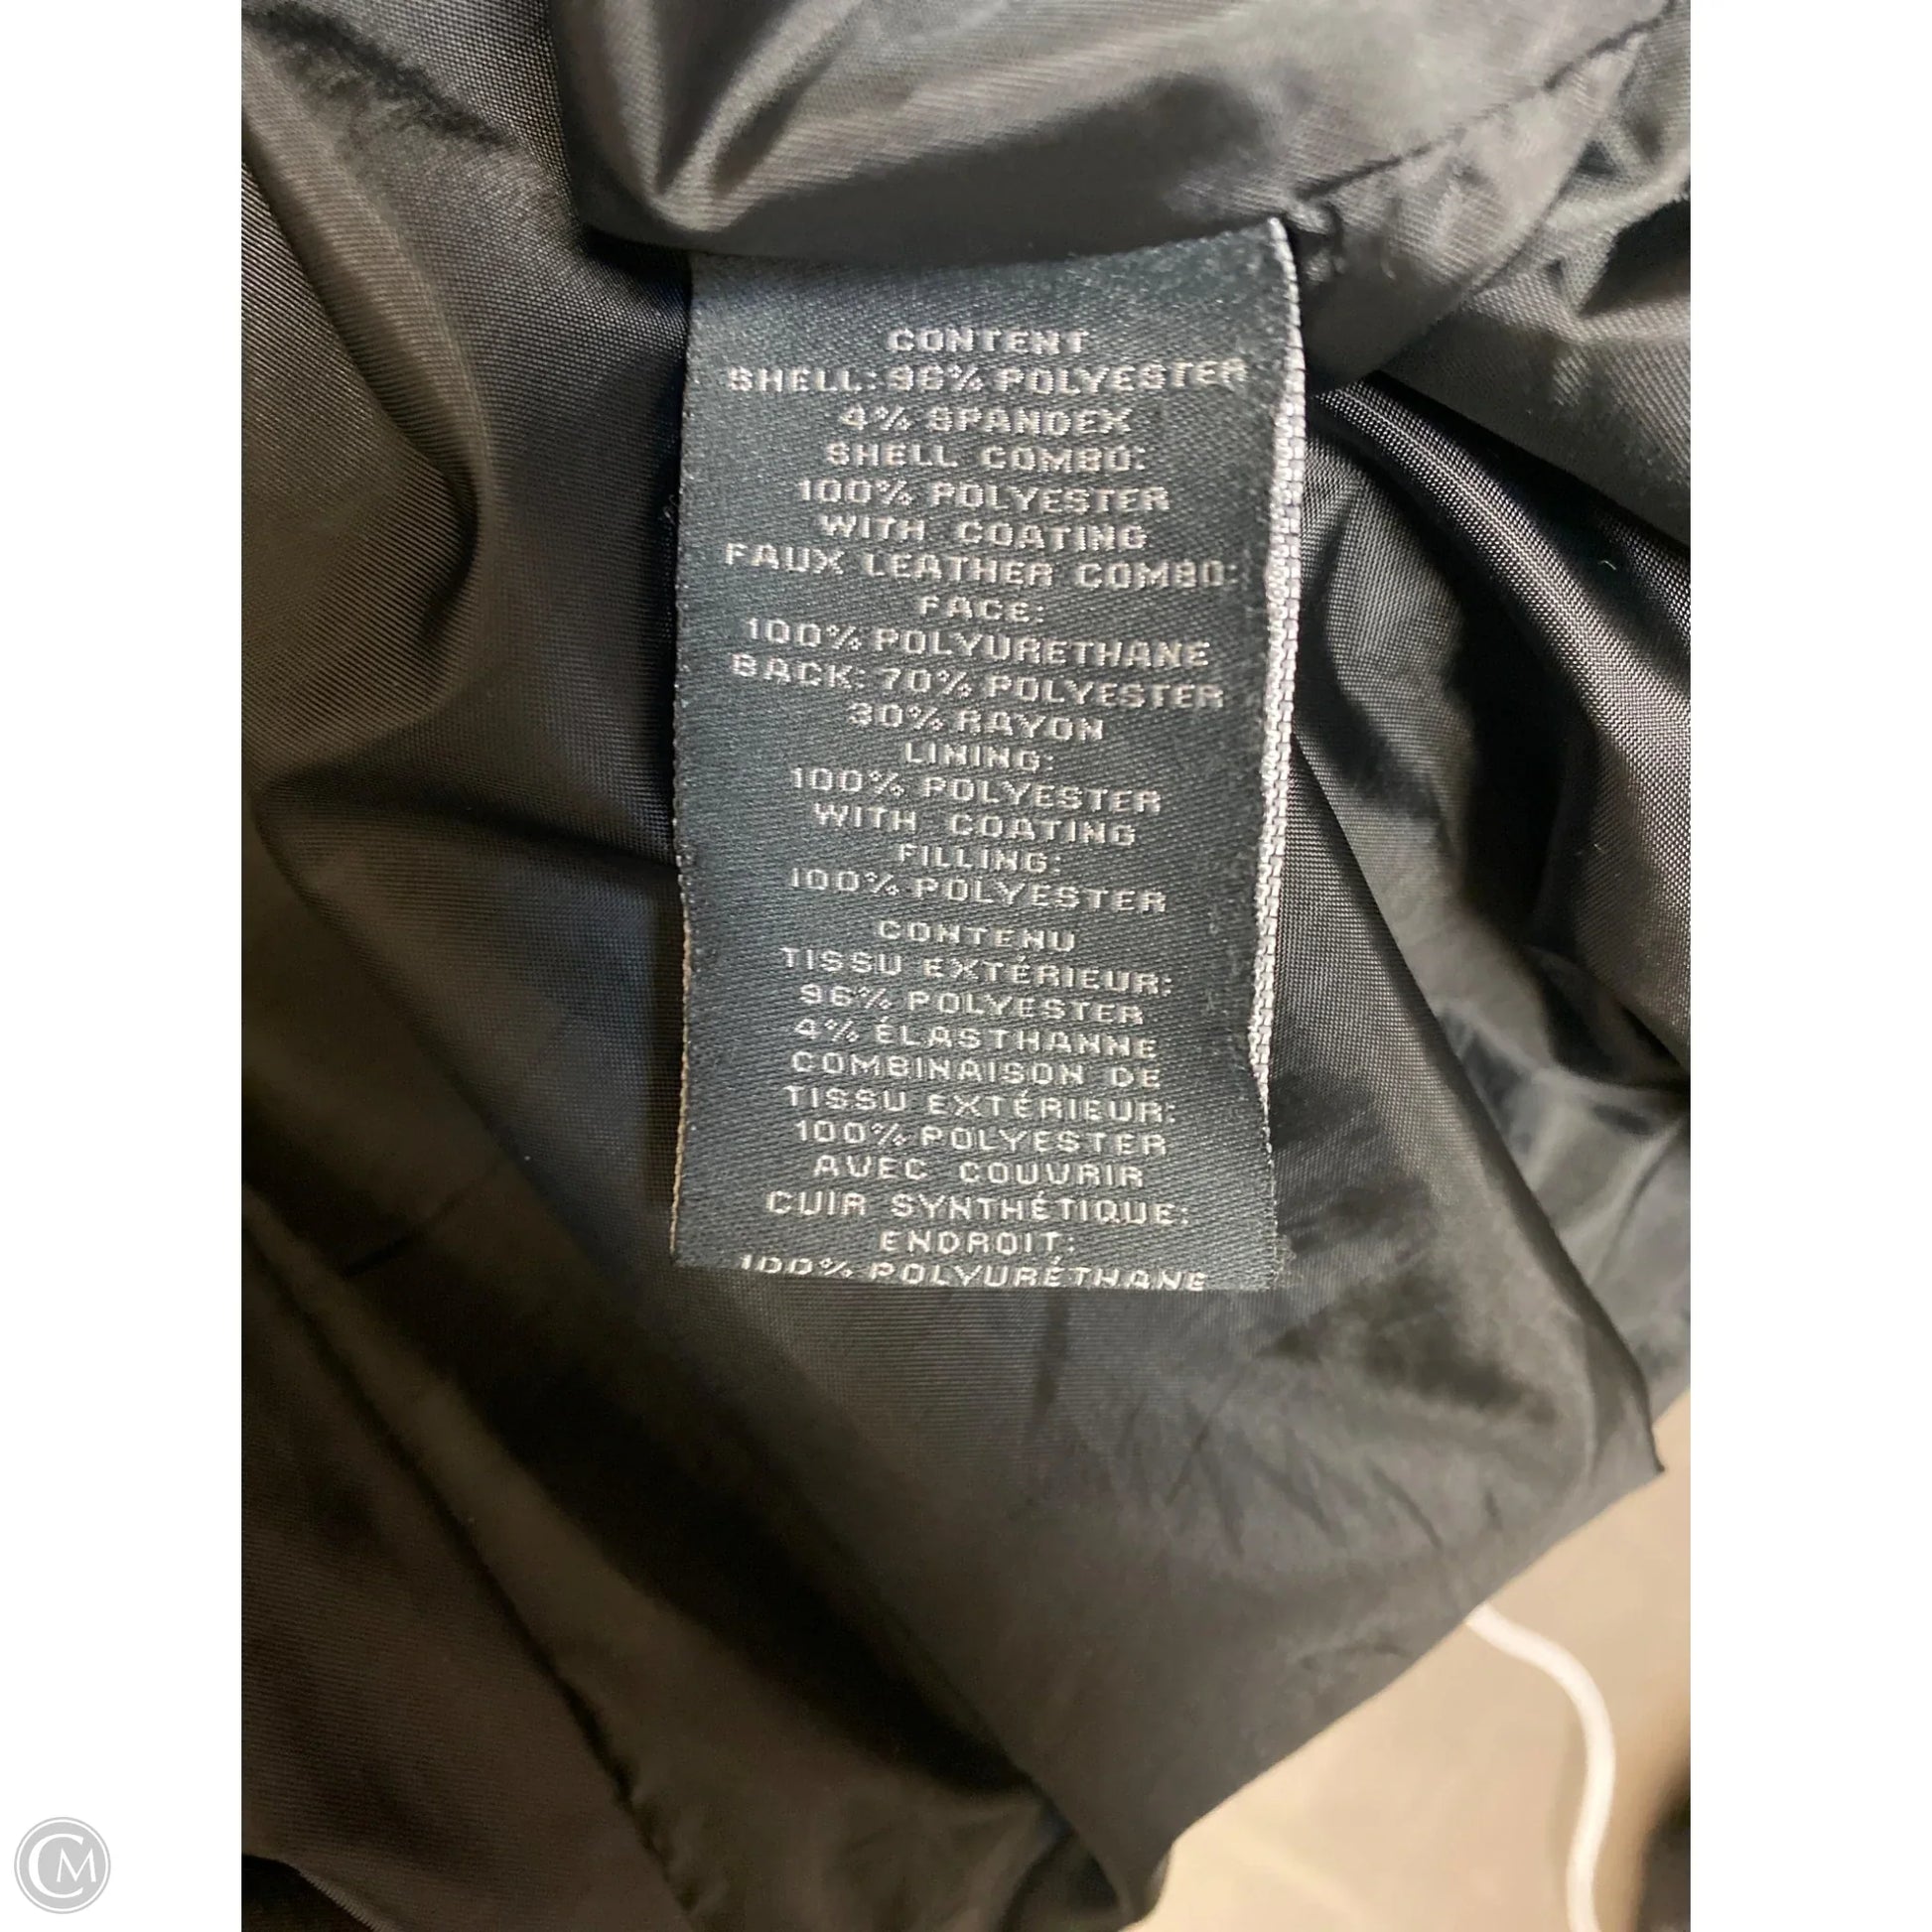 CONTENT
SHELL: 96% POLYESTER
4% SPANDEX
SHELL COMBO:
100% POLYESTER
WITH COATING
FAUX LEATHER COMBO:
FACE:
100% POLYURETHANE
BACK: 70% POLYESTER
30% RAYON
LINING:
100% POLYESTER
WITH COATING
FILLING:
100% POLYESTER
CONTENU
TISSU EXTÉRIEUR:
96% POLYESTER
4% ÉLASTHANNE
COMBINAISON DE
TISSU EXTÉRIEUR:
100% POLYESTER
AVEC COUVRIR
CUIR SYNTHÉTIQUE:
ENDROIT:
100% POLYURÉTHANE
CM